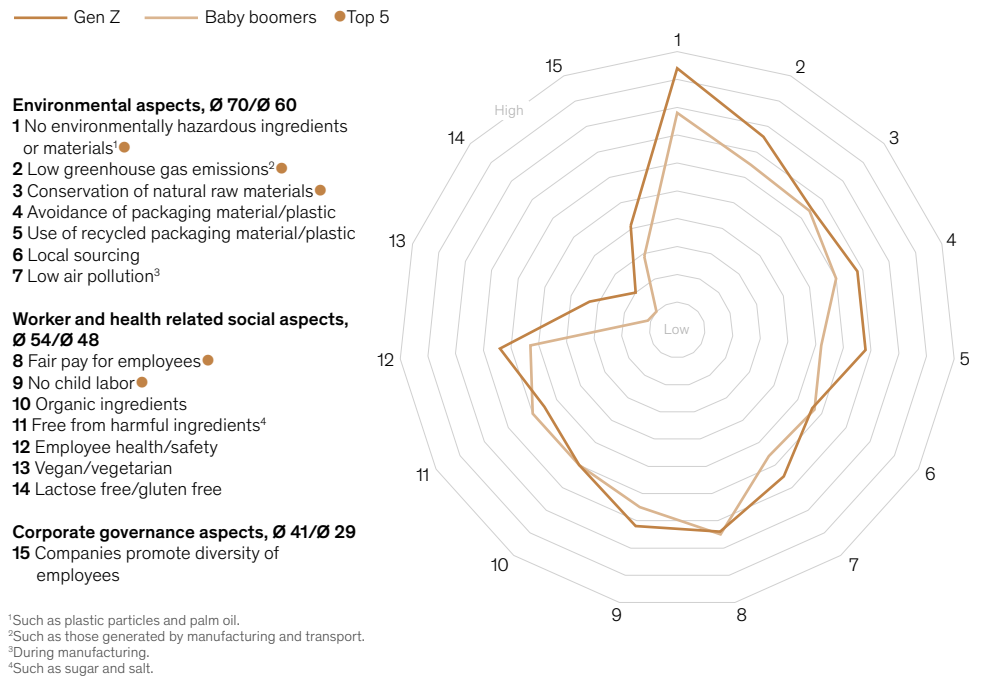 Gen Z Baby boomers Top 5
Environmental aspects, Ø 70/Ø 60
1 No environmentally hazardous ingredients
or materials¹
2 Low greenhouse gas emissions²
3 Conservation of natural raw materials
4 Avoidance of packaging material/plastic
5 Use of recycled packaging material/plastic
6 Local sourcing
7 Low air pollution³
Worker and health related social aspects,
Ø 54/Ø 48
8 Fair pay for employees
9 No child labor
10 Organic ingredients
11 Free from harmful ingredients⁴
12 Employee health/safety
13 Vegan/vegetarian
14 Lactose free/gluten free
Corporate governance aspects, Ø 41/Ø 29
15 Companies promote diversity of
employees
¹Such as plastic particles and palm oil.
²Such as those generated by manufacturing and transport.
³During manufacturing.
⁴Such as sugar and salt.
1
2
3
4
5
6
7
8
9
10
11
12
13
14
15
High
Low